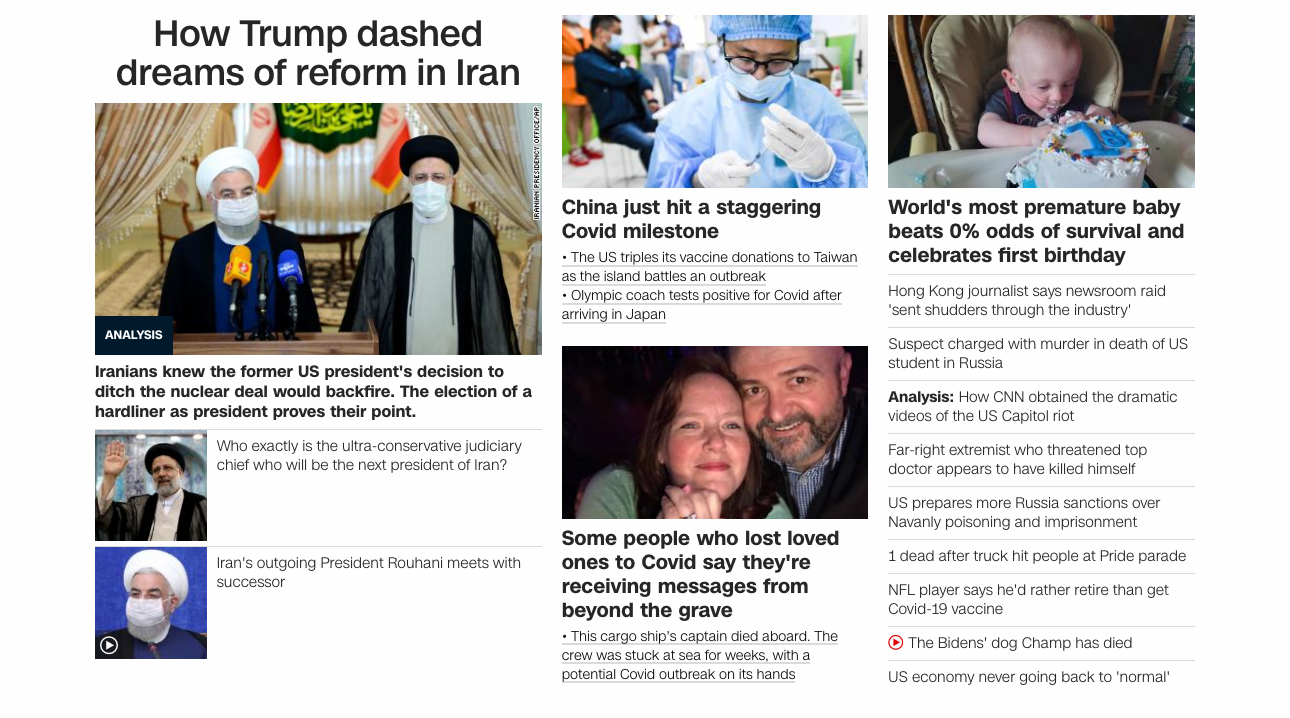 How Trump dashed
dreams of reform in Iran
IRANIAN PRESIDENCY OFFICE/AP
ANALYSIS
Iranians knew the former US president's decision to
ditch the nuclear deal would backfire. The election of a
hardliner as president proves their point.
Who exactly is the ultra-conservative judiciary
chief who will be the next president of Iran?
Iran's outgoing President Rouhani meets with
successor
China just hit a staggering
Covid milestone
• The US triples its vaccine donations to Taiwan
as the island battles an outbreak
• Olympic coach tests positive for Covid after
arriving in Japan
Some people who lost loved
ones to Covid say they're
receiving messages from
beyond the grave
• This cargo ship's captain died aboard. The
crew was stuck at sea for weeks, with a
potential Covid outbreak on its hands
World's most premature baby
beats 0% odds of survival and
celebrates first birthday
Hong Kong journalist says newsroom raid
'sent shudders through the industry'
Suspect charged with murder in death of US
student in Russia
Analysis: How CNN obtained the dramatic
videos of the US Capitol riot
Far-right extremist who threatened top
doctor appears to have killed himself
US prepares more Russia sanctions over
Navanly poisoning and imprisonment
1 dead after truck hit people at Pride parade
NFL player says he'd rather retire than get
Covid-19 vaccine
The Bidens' dog Champ has died
US economy never going back to 'normal'